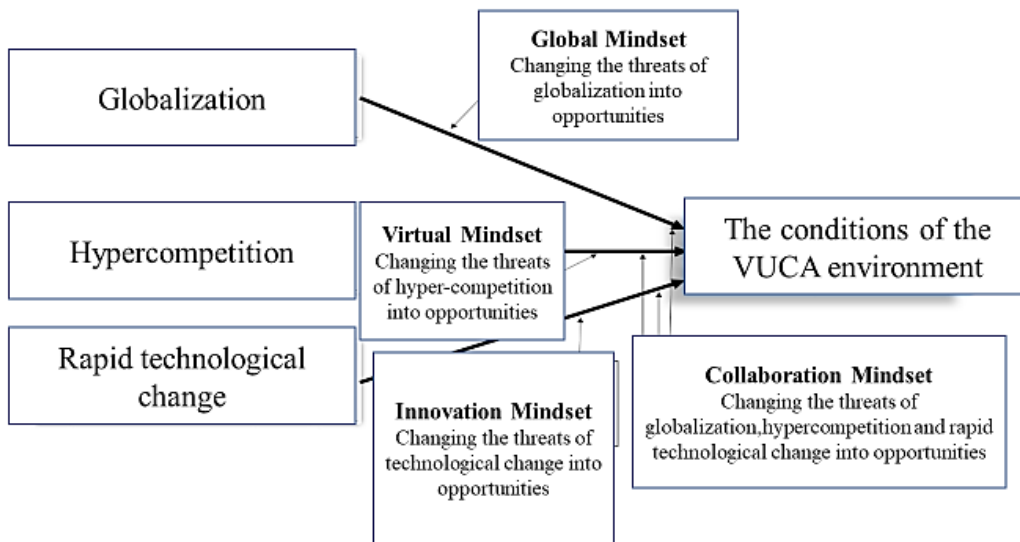 Globalization
Global Mindset
Changing the threats of
globalization into
opportunities
Hypercompetition
Virtual Mindset
Changing the threats
of hyper-competition
into opportunities
The conditions of the
VUCA environment
Rapid technological
change
Innovation Mindset
Changing the threats of
technological change into
opportunities
Collaboration Mindset
Changing the threats of
globalization,hypercompetition and rapid
technological change into opportunities